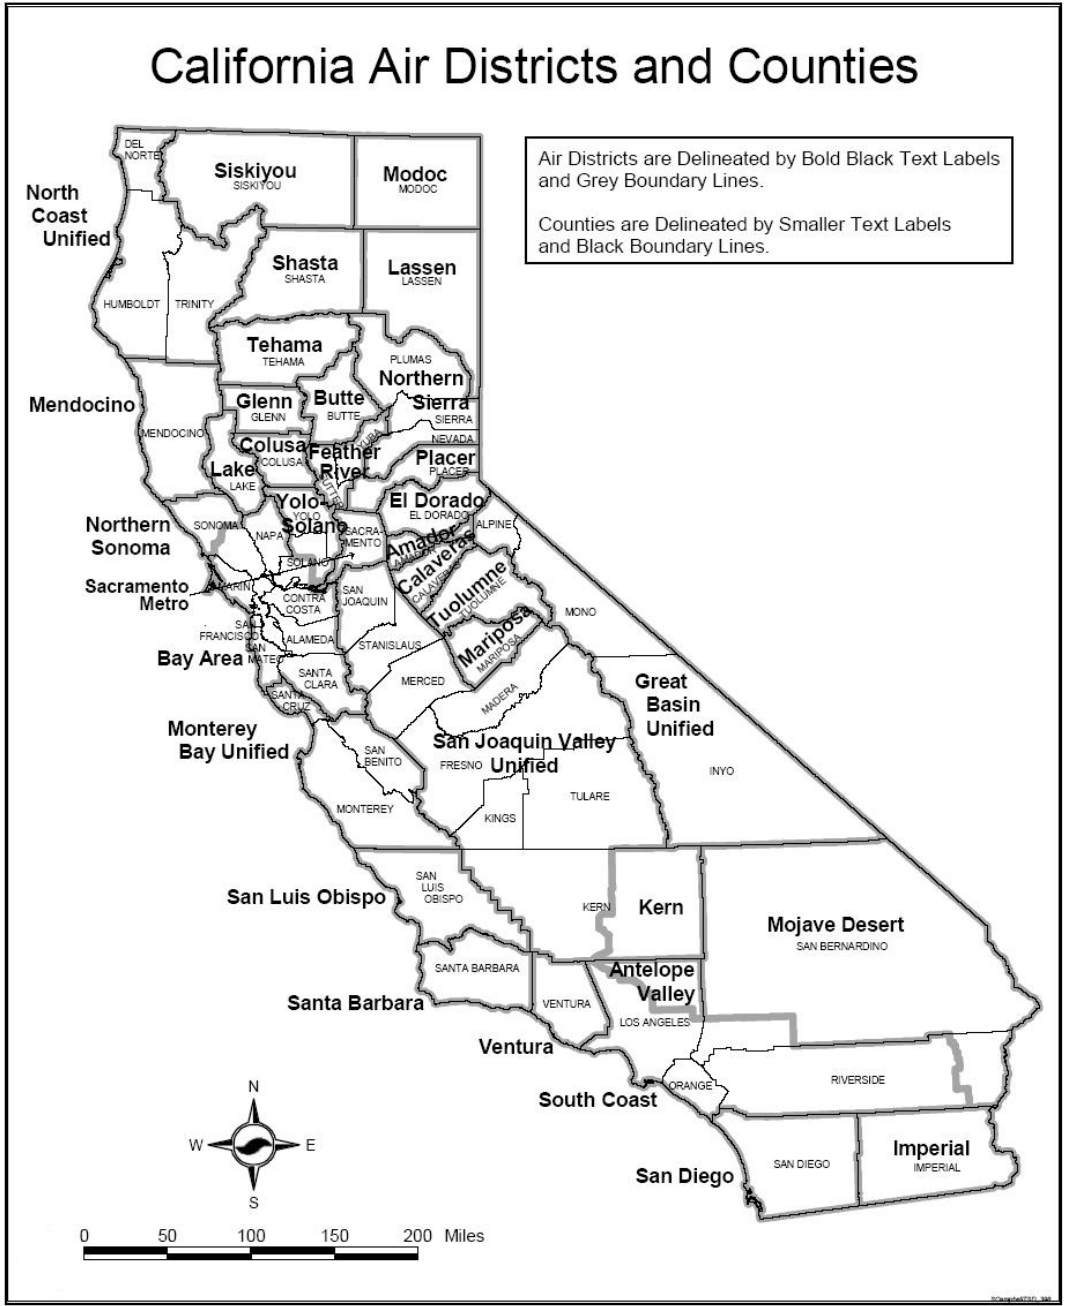 California Air Districts and Counties
Air Districts are Delineated by Bold Black Text Labels
and Grey Boundary Lines.
Counties are Delineated by Smaller Text Labels
and Black Boundary Lines.
DEL
NORTE
Siskiyou
SISKIYOU
Modoc
MODOC
North
Coast
Unified
Shasta
SHASTA
Lassen
LASSEN
HUMBOLDT
TRINITY
Tehama
TEHAMA
PLUMAS
Northern
Sierra
SIERRA
Mendocino
MENDOCINO
Glenn
GLENN
Butte
BUTTE
YUBA
NEVADA
Colusa
COLUSA
Feather
River
SUTTER
Placer
PLACER
Lake
LAKE
Yolo-
YOLO
Solano
El Dorado
EL DORADO
Northern
Sonoma
SONOMA
NAPA
SACRA-
MENTO
Amador
AMADOR
ALPINE
Calaveras
CALAVERAS
SOLANO
Sacramento
Metro
MARIN
CONTRA
COSTA
SAN
JOAQUIN
Tuolumne
TUOLUMNE
MONO
SAN
FRANCISCO
ALAMEDA
STANISLAUS
Mariposa
MARIPOSA
Bay Area
SAN
MATEO
SANTA
CLARA
MERCED
MADERA
Great
Basin
Unified
SANTA
CRUZ
Monterey
Bay Unified
SAN
BENITO
San Joaquin Valley
Unified
FRESNO
INYO
MONTEREY
KINGS
TULARE
San Luis Obispo
SAN
LUIS
OBISPO
KERN
Kern
Mojave Desert
SAN BERNARDINO
SANTA BARBARA
Santa Barbara
VENTURA
Antelope
Valley
LOS ANGELES
Ventura
ORANGE
RIVERSIDE
South Coast
San Diego
SAN DIEGO
Imperial
IMPERIAL
N
W
E
S
0 50 100 150 200 Miles